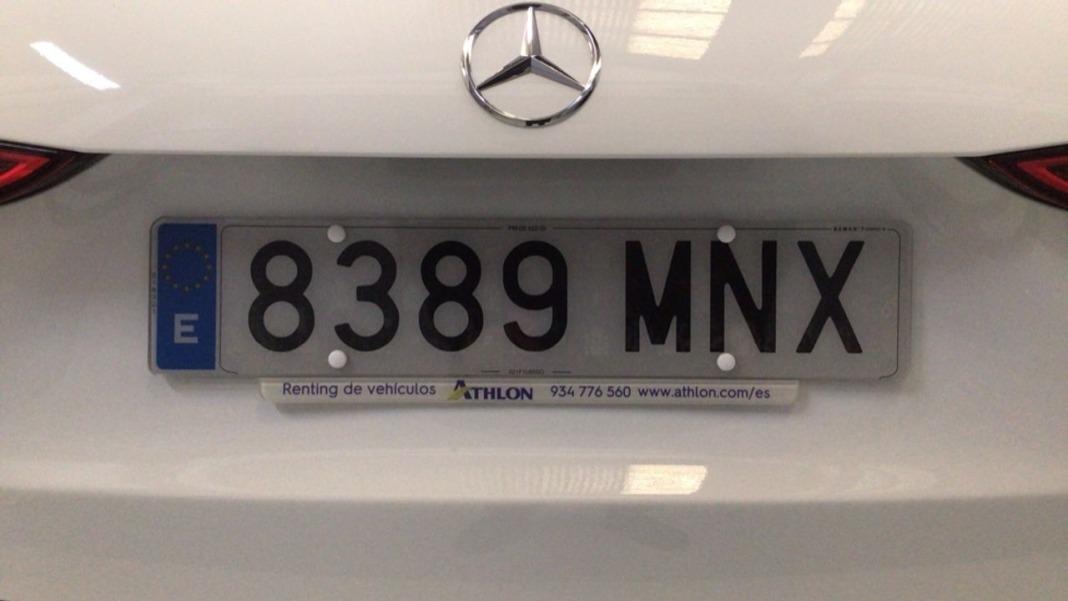 E
8389 MNX
Renting de vehículos ATHLON 934 776 560 www.athlon.com/es